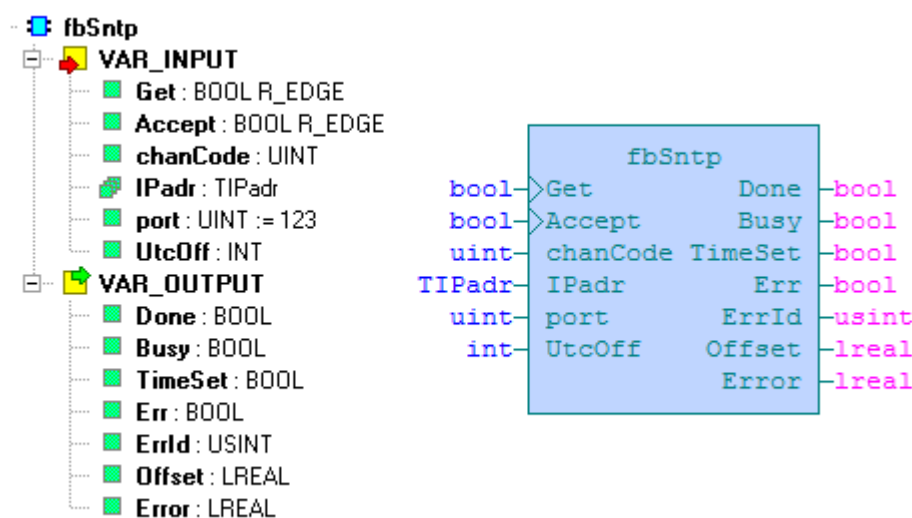 fbSntp
VAR_INPUT
Get : BOOL R_EDGE
Accept : BOOL R_EDGE
chanCode : UINT
IPadr : TIPadr
port : UINT := 123
UtcOff : INT
VAR_OUTPUT
Done : BOOL
Busy : BOOL
TimeSet : BOOL
Err : BOOL
ErrId : USINT
Offset : LREAL
Error : LREAL
fbSntp
bool Get Done bool
bool Accept Busy bool
uint chanCode TimeSet bool
TIPadr IPadr Err bool
uint port ErrId usint
int UtcOff Offset lreal
Error lreal